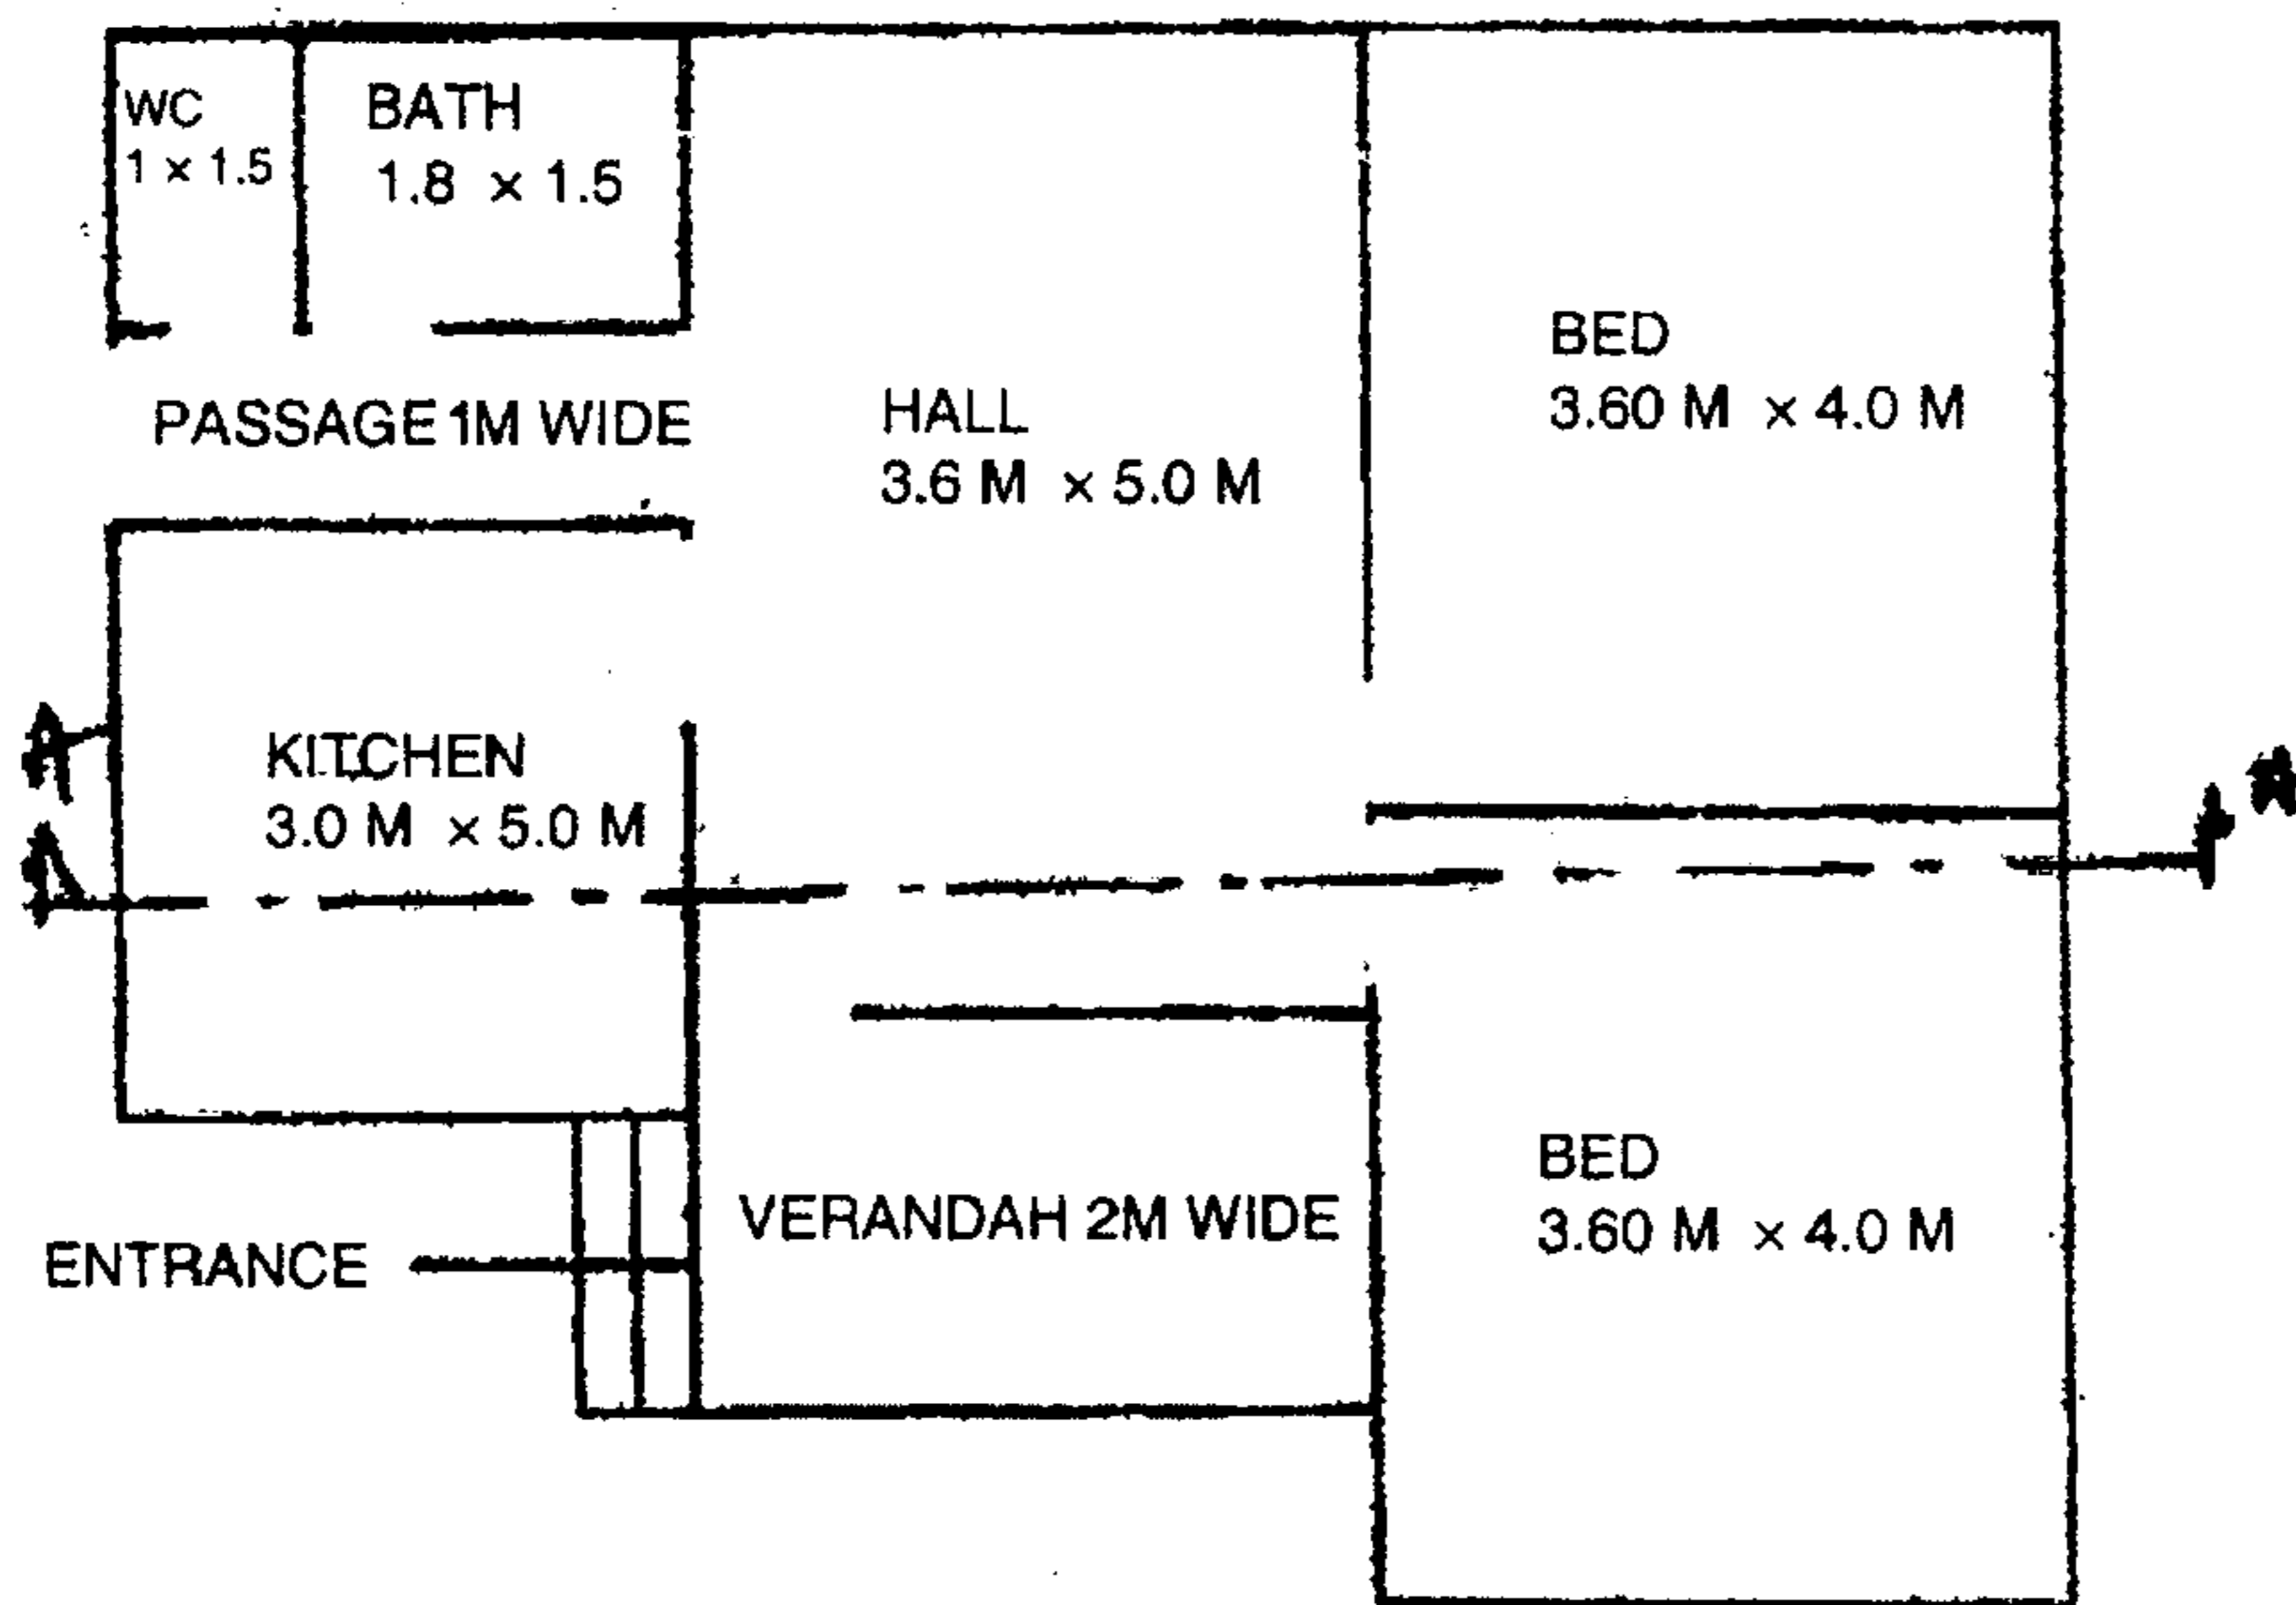 WC
1 × 1.5
BATH
1.8 × 1.5
PASSAGE 1M WIDE
HALL
3.6 M × 5.0 M
BED
3.60 M × 4.0 M
KITCHEN
3.0 M × 5.0 M
BED
3.60 M × 4.0 M
VERANDAH 2M WIDE
ENTRANCE